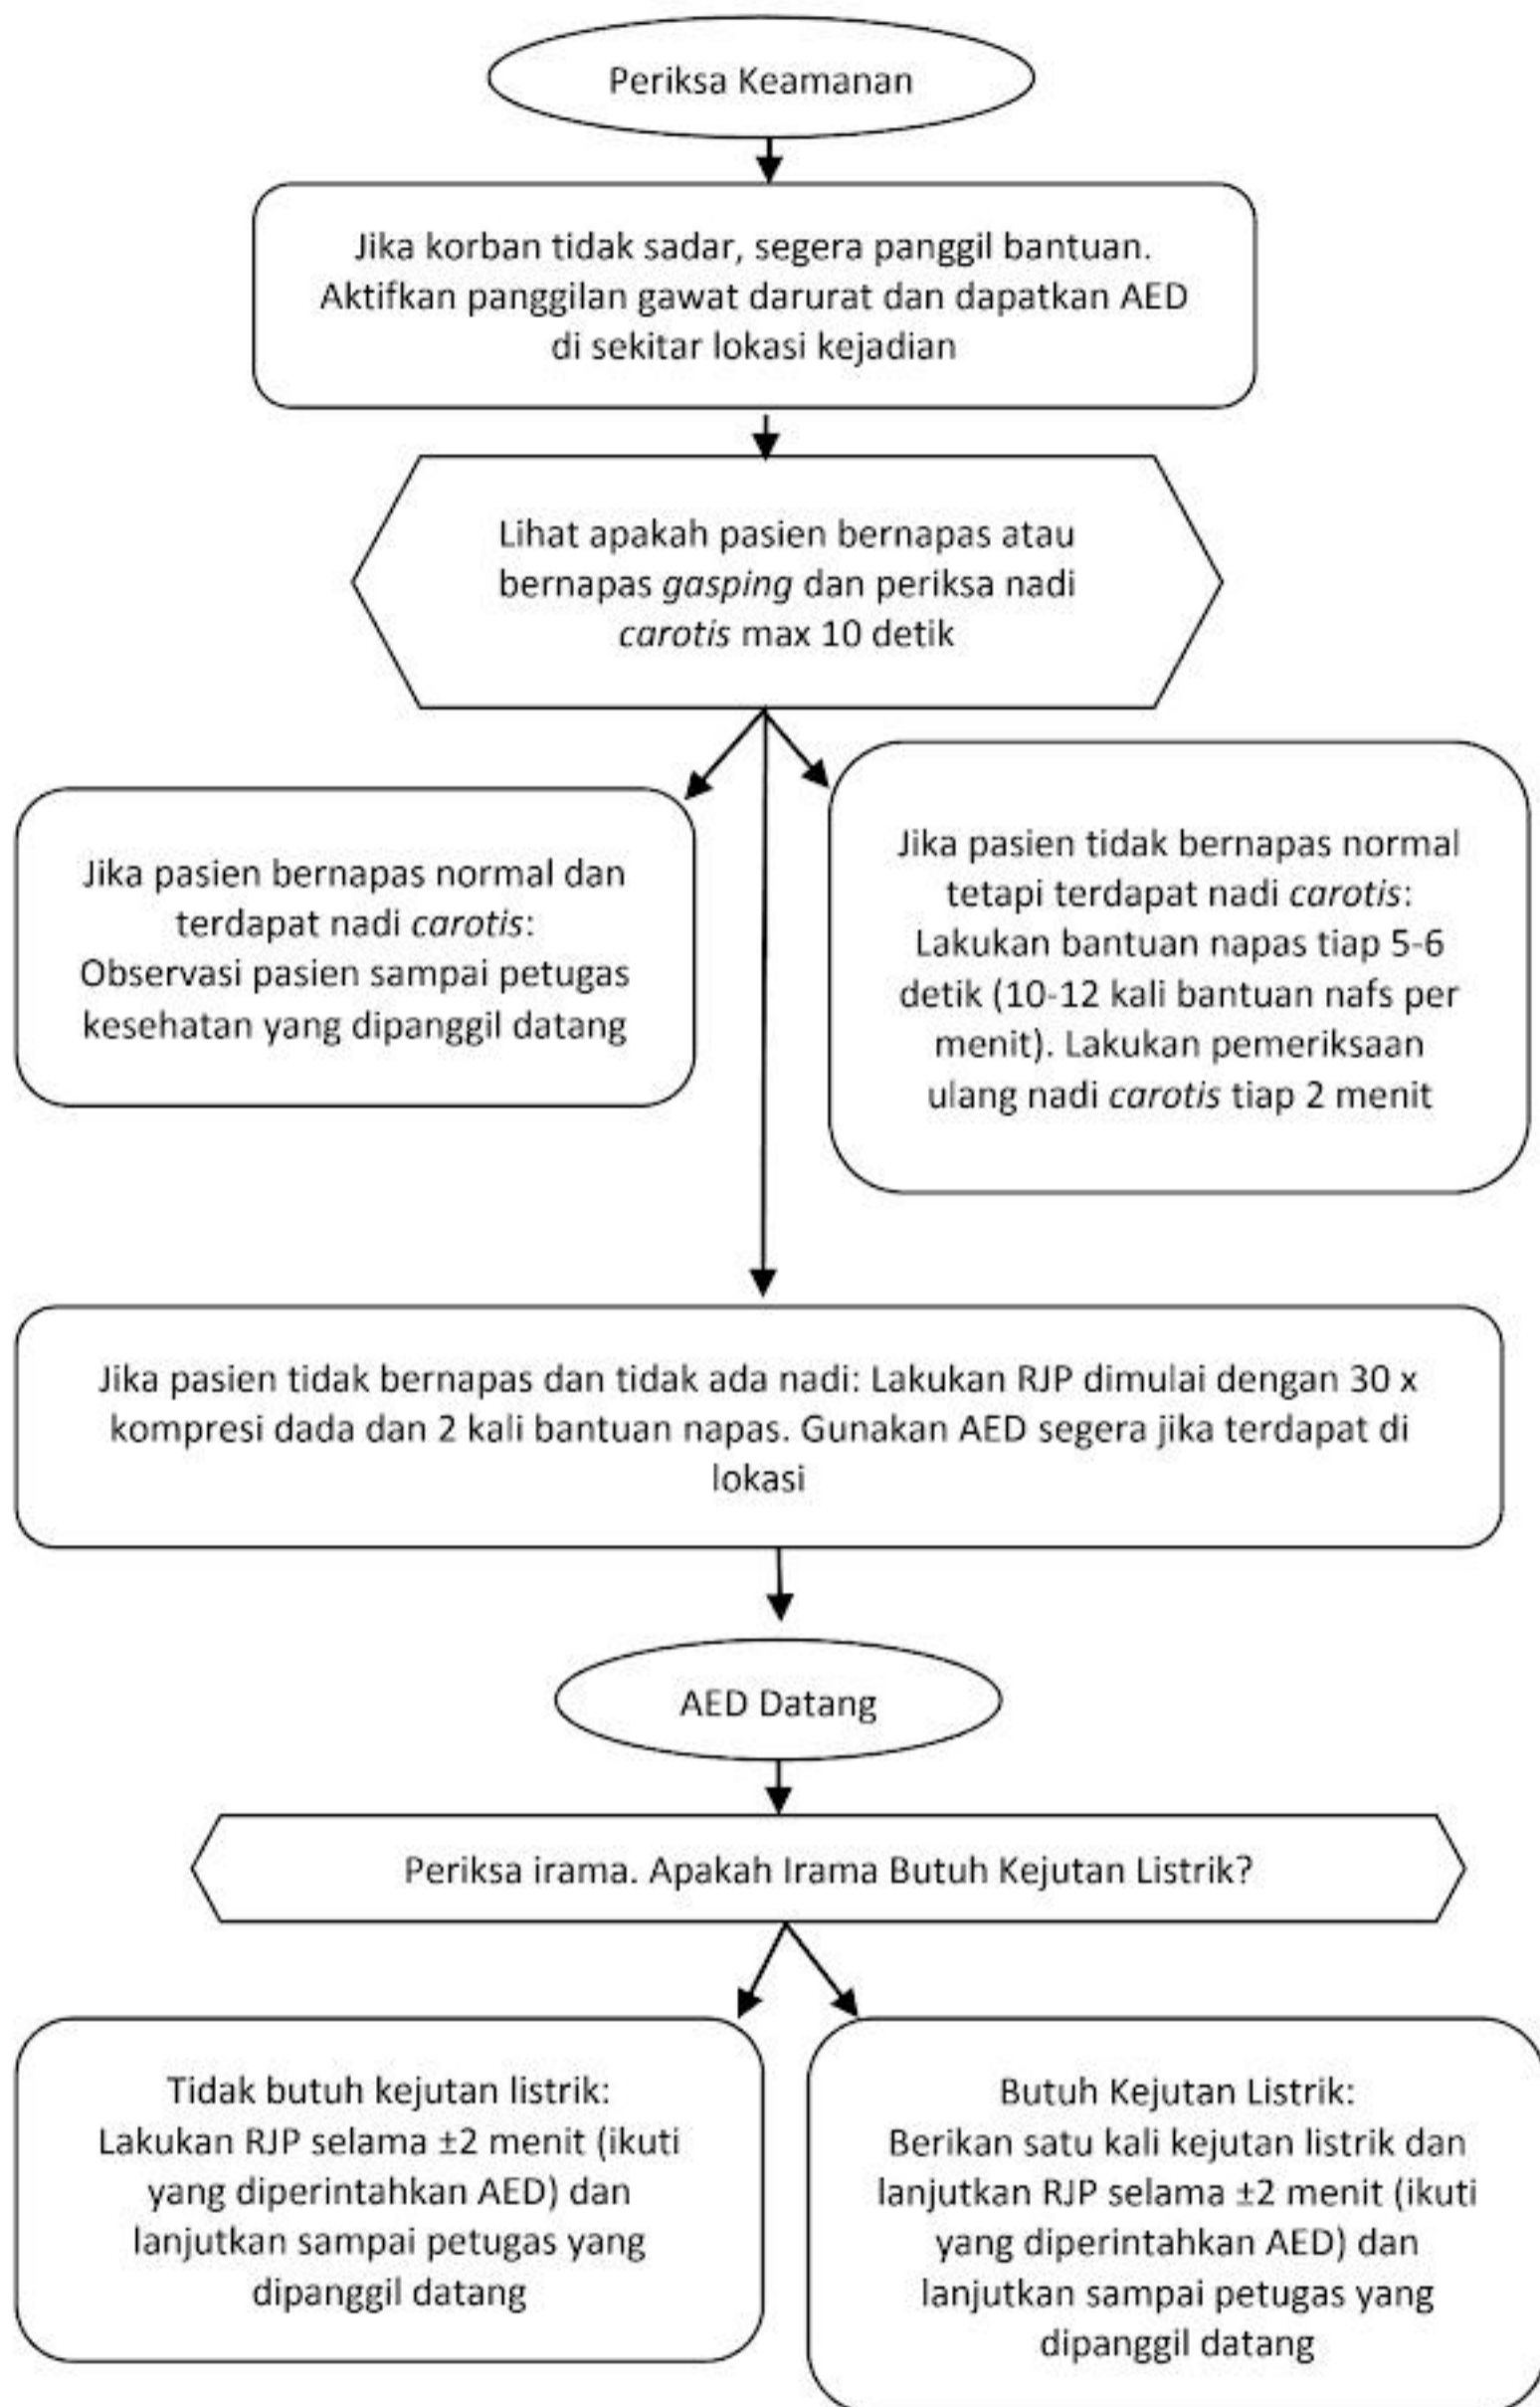 Periksa Keamanan
Jika korban tidak sadar, segera panggil bantuan.
Aktifkan panggilan gawat darurat dan dapatkan AED
di sekitar lokasi kejadian
Lihat apakah pasien bernapas atau
bernapas gasping dan periksa nadi
carotis max 10 detik
Jika pasien bernapas normal dan
terdapat nadi carotis:
Observasi pasien sampai petugas
kesehatan yang dipanggil datang
Jika pasien tidak bernapas normal
tetapi terdapat nadi carotis:
Lakukan bantuan napas tiap 5-6
detik (10-12 kali bantuan nafs per
menit). Lakukan pemeriksaan
ulang nadi carotis tiap 2 menit
Jika pasien tidak bernapas dan tidak ada nadi: Lakukan RJP dimulai dengan 30 x
kompresi dada dan 2 kali bantuan napas. Gunakan AED segera jika terdapat di
lokasi
AED Datang
Periksa irama. Apakah Irama Butuh Kejutan Listrik?
Tidak butuh kejutan listrik:
Lakukan RJP selama ±2 menit (ikuti
yang diperintahkan AED) dan
lanjutkan sampai petugas yang
dipanggil datang
Butuh Kejutan Listrik:
Berikan satu kali kejutan listrik dan
lanjutkan RJP selama ±2 menit (ikuti
yang diperintahkan AED) dan
lanjutkan sampai petugas yang
dipanggil datang